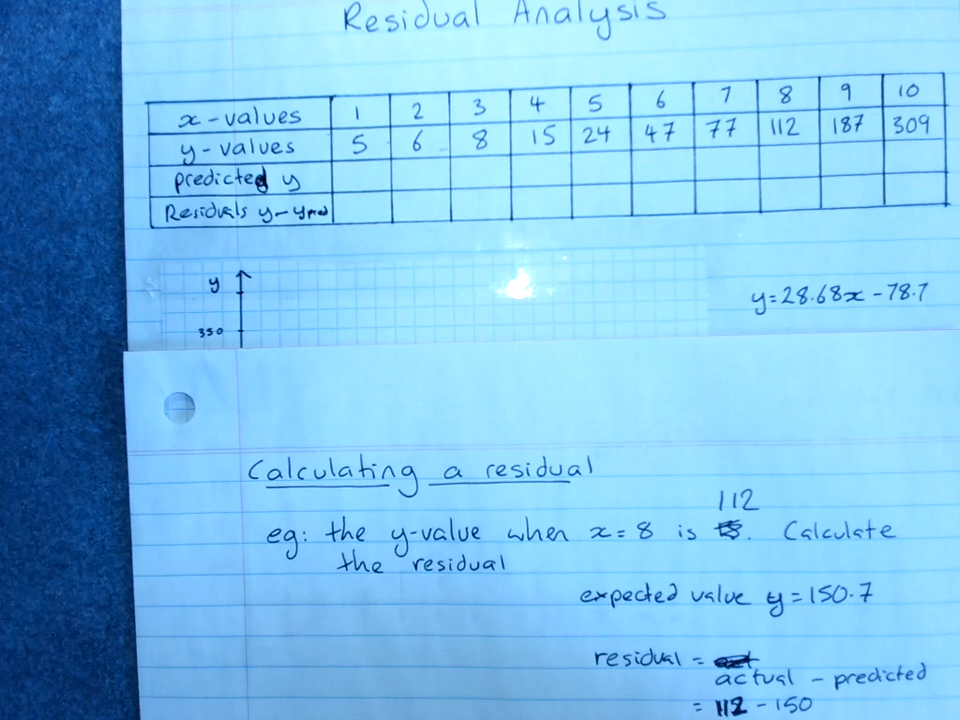 Residual Analysis
x-values 1 2 3 4 5 6 7 8 9 10
y-values 5 6 8 15 24 47 77 112 187 309
predicted y
Residuals y-ypred
y
y=28.68x-78.7
350
Calculating a residual
112
eg: the y-value when x=8 is . Calculate
the residual
expected value y=150.7
residual =
actual - predicted
= 112-150